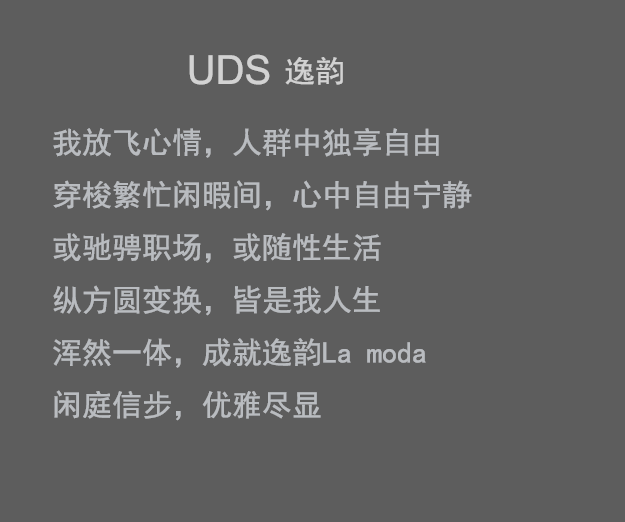 UDS 逸韵
我放飞心情，人群中独享自由
穿梭繁忙闲暇间，心中自由宁静
或驰骋职场，或随性生活
纵方圆变换，皆是我人生
浑然一体，成就逸韵La moda
闲庭信步，优雅尽显